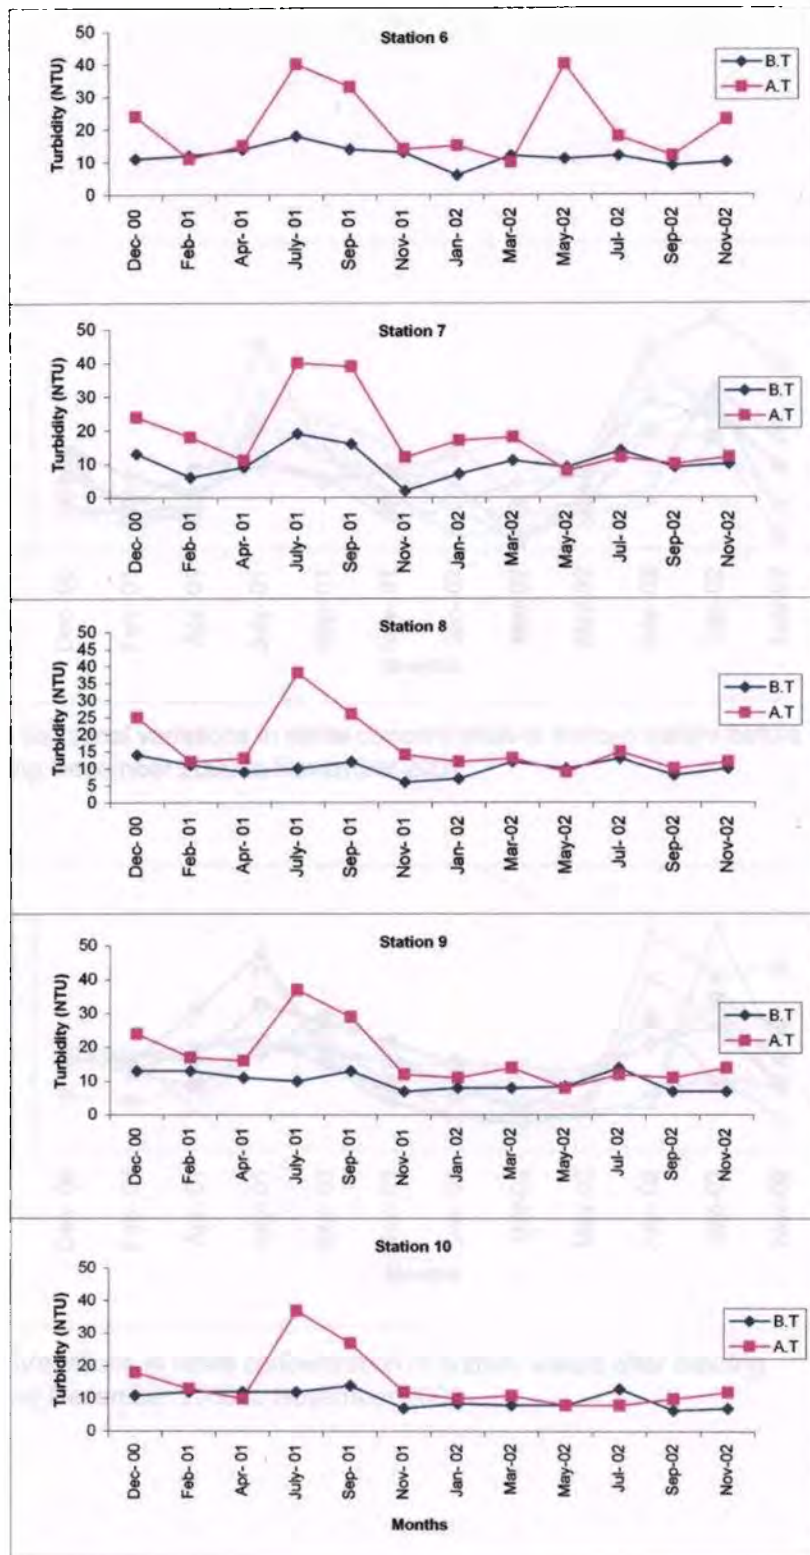 Station 6
Turbidity (NTU)
50
40
30
20
10
0
B.T
A.T
Dec- 00
Feb- 01
Apr- 01
July- 01
Sep- 01
Nov- 01
Jan- 02
Mar-02
May-02
Jul- 02
Sep-02
Nov-02
Station 7
Turbidity (NTU)
50
40
30
20
10
0
B.T
A.T
Dec- 00
Feb- 01
Apr- 01
July- 01
Sep- 01
Nov- 01
Jan- 02
Mar-02
May-02
Jul- 02
Sep-02
Nov-02
Station 8
Turbidity (NTU)
50
45
40
35
30
25
20
15
10
5
0
B.T
A.T
Dec- 00
Feb- 01
Apr- 01
July- 01
Sep- 01
Nov- 01
Jan- 02
Mar-02
May-02
Jul- 02
Sep-02
Nov-02
Station 9
Turbidity (NTU)
50
40
30
20
10
0
B.T
A.T
Dec- 00
Feb- 01
Apr- 01
July- 01
Sep- 01
Nov- 01
Jan- 02
Mar-02
May-02
Jul- 02
Sep-02
Nov-02
Station 10
Turbidity (NTU)
50
40
30
20
10
0
B.T
A.T
Dec- 00
Feb- 01
Apr- 01
July- 01
Sep- 01
Nov- 01
Jan- 02
Mar-02
May-02
Jul- 02
Sep-02
Nov-02
Months